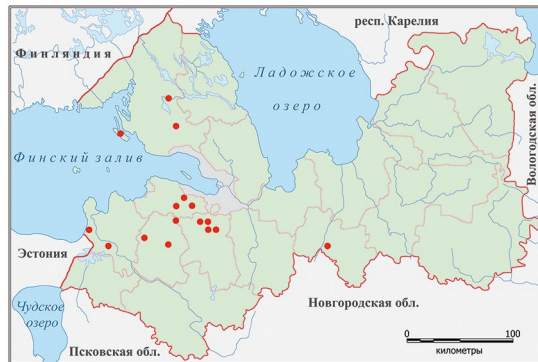 респ. Карелия
Финляндия
Ладожское
озеро
Вологодская обл.
Финский залив
Эстония
Чудское
озеро
Новгородская обл.
Псковская обл.
0 100
километры